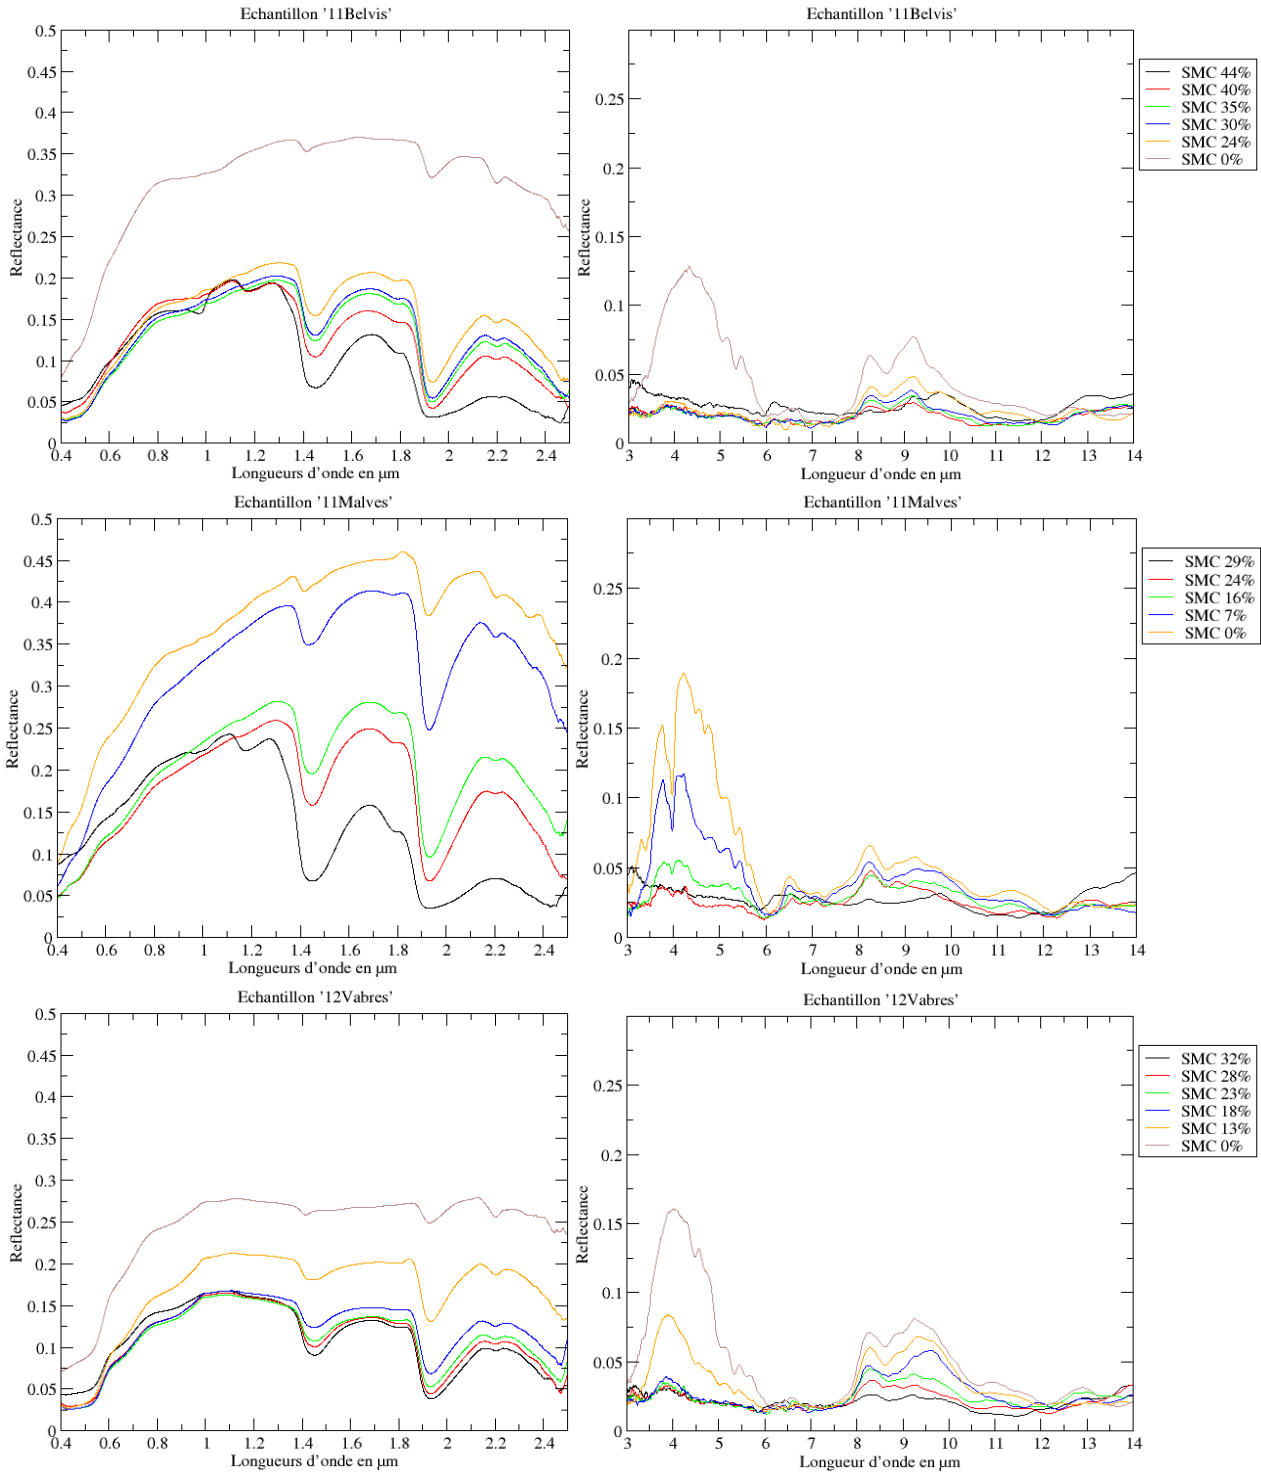 Echantillon '11Belvis'
Echantillon '11Belvis'
0.5
0.45
0.4
0.35
0.3
0.25
0.2
0.15
0.1
0.05
0
Reflectance
0.4 0.6 0.8 1 1.2 1.4 1.6 1.8 2 2.2 2.4
Longueurs d'onde en µm
0.25
0.2
0.15
0.1
0.05
0
Reflectance
3 4 5 6 7 8 9 10 11 12 13 14
Longueur d'onde en µm
SMC 44%
SMC 40%
SMC 35%
SMC 30%
SMC 24%
SMC 0%
Echantillon '11Malves'
Echantillon '11Malves'
0.5
0.45
0.4
0.35
0.3
0.25
0.2
0.15
0.1
0.05
0
Reflectance
0.4 0.6 0.8 1 1.2 1.4 1.6 1.8 2 2.2 2.4
Longueurs d'onde en µm
0.25
0.2
0.15
0.1
0.05
0
Reflectance
3 4 5 6 7 8 9 10 11 12 13 14
Longueur d'onde en µm
SMC 29%
SMC 24%
SMC 16%
SMC 7%
SMC 0%
Echantillon '12Vabres'
Echantillon '12Vabres'
0.5
0.45
0.4
0.35
0.3
0.25
0.2
0.15
0.1
0.05
0
Reflectance
0.4 0.6 0.8 1 1.2 1.4 1.6 1.8 2 2.2 2.4
Longueurs d'onde en µm
0.25
0.2
0.15
0.1
0.05
0
Reflectance
3 4 5 6 7 8 9 10 11 12 13 14
Longueur d'onde en µm
SMC 32%
SMC 28%
SMC 23%
SMC 18%
SMC 13%
SMC 0%